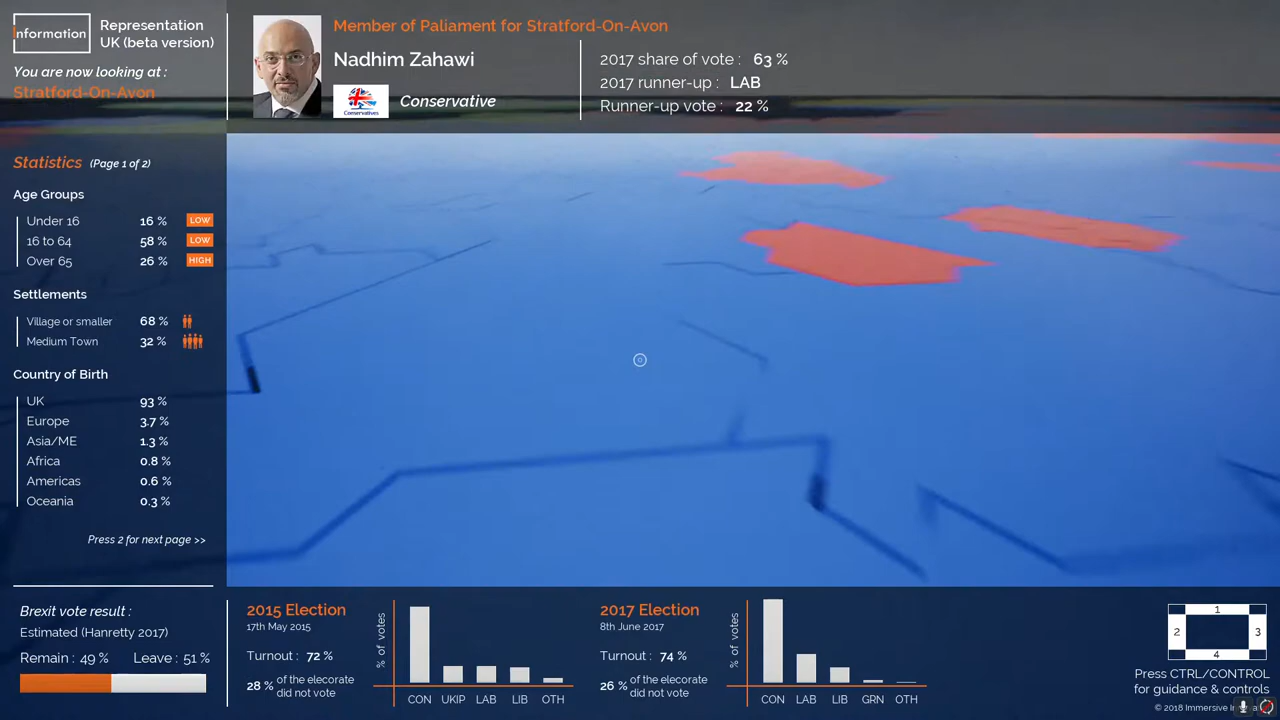 Information
Representation
UK (beta version)
You are now looking at :
Stratford-On-Avon
Member of Paliament for Stratford-On-Avon
Nadhim Zahawi
Conservatives
Conservative
2017 share of vote : 63 %
2017 runner-up : LAB
Runner-up vote : 22 %
Statistics (Page 1 of 2)
Age Groups
Under 16 16 % LOW
16 to 64 58 % LOW
Over 65 26 % HIGH
Settlements
Village or smaller 68 %
Medium Town 32 %
Country of Birth
UK 93 %
Europe 3.7 %
Asia/ME 1.3 %
Africa 0.8 %
Americas 0.6 %
Oceania 0.3 %
Press 2 for next page >>
Brexit vote result :
Estimated (Hanretty 2017)
Remain : 49 % Leave : 51 %
2015 Election
17th May 2015
Turnout : 72 %
28 % of the elecorate
did not vote
% of votes
CON UKIP LAB LIB OTH
2017 Election
8th June 2017
Turnout : 74 %
26 % of the elecorate
did not vote
% of votes
CON LAB LIB GRN OTH
1
2 3
4
Press CTRL/CONTROL
for guidance & controls
© 2018 Immersive